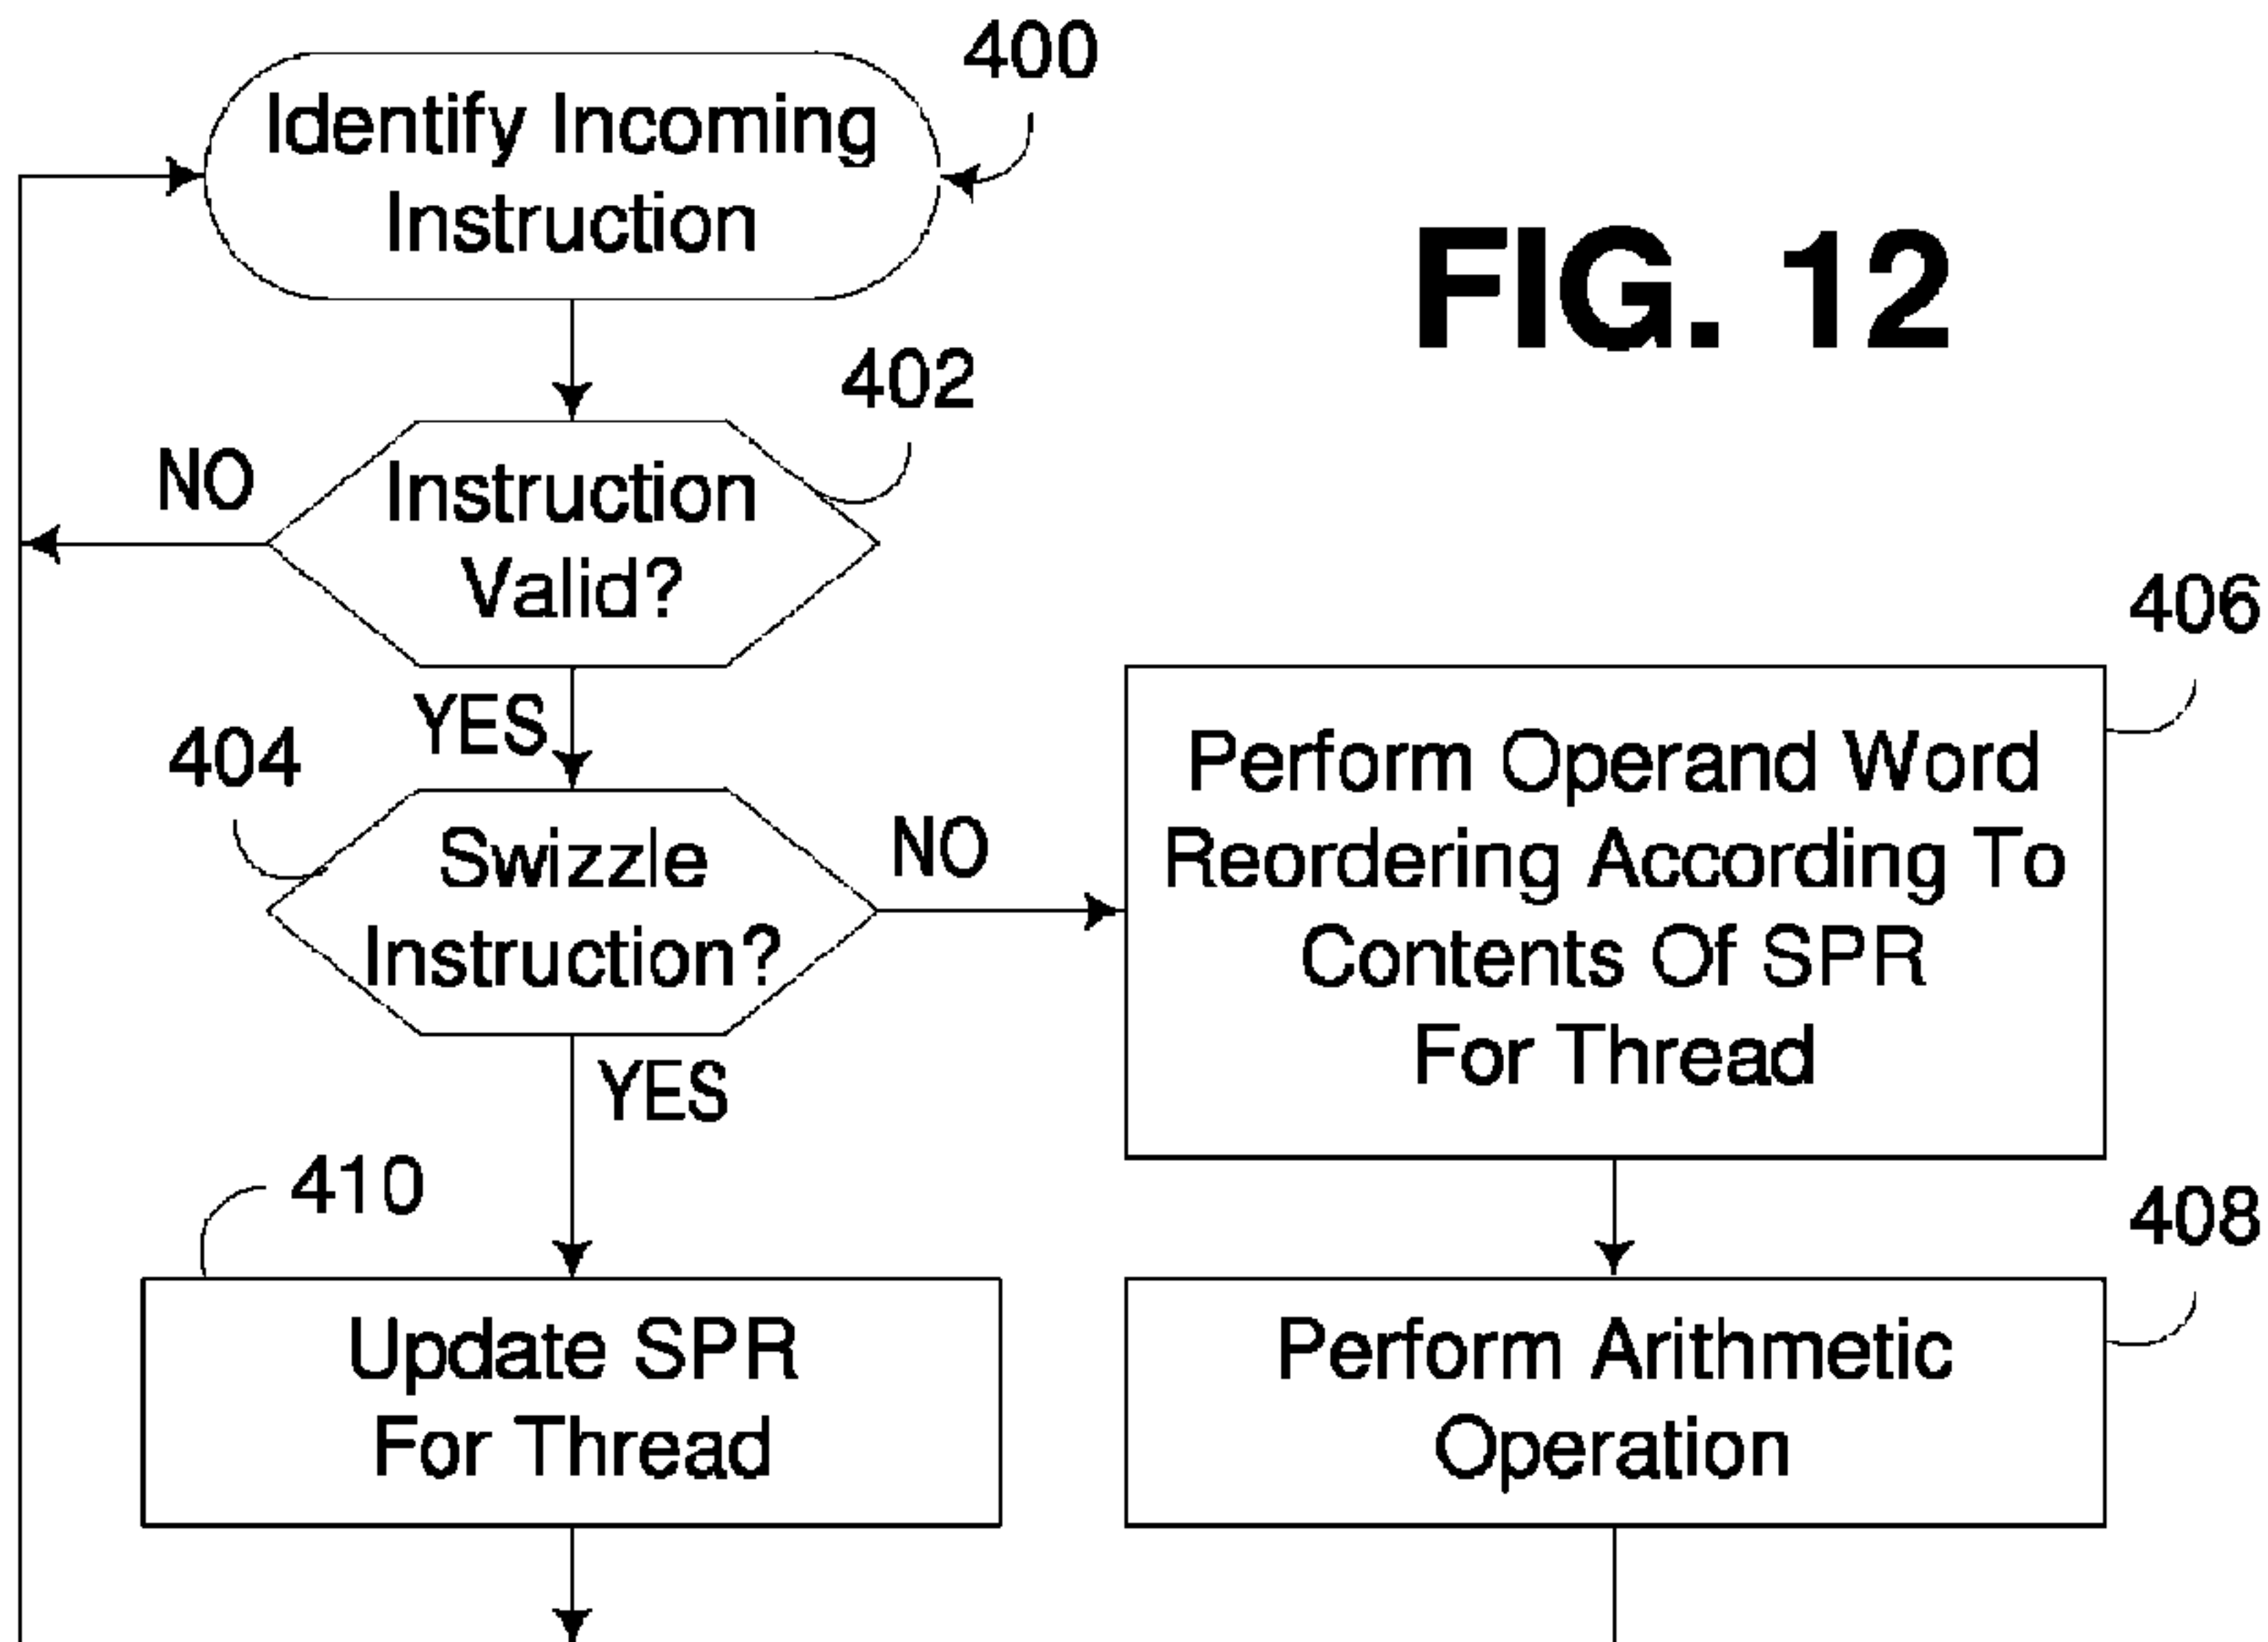 400
Identify Incoming
Instruction
FIG. 12
402
NO
Instruction
Valid?
406
YES
404
Swizzle
Instruction?
NO
Perform Operand Word
Reordering According To
Contents Of SPR
For Thread
YES
410
408
Update SPR
For Thread
Perform Arithmetic
Operation